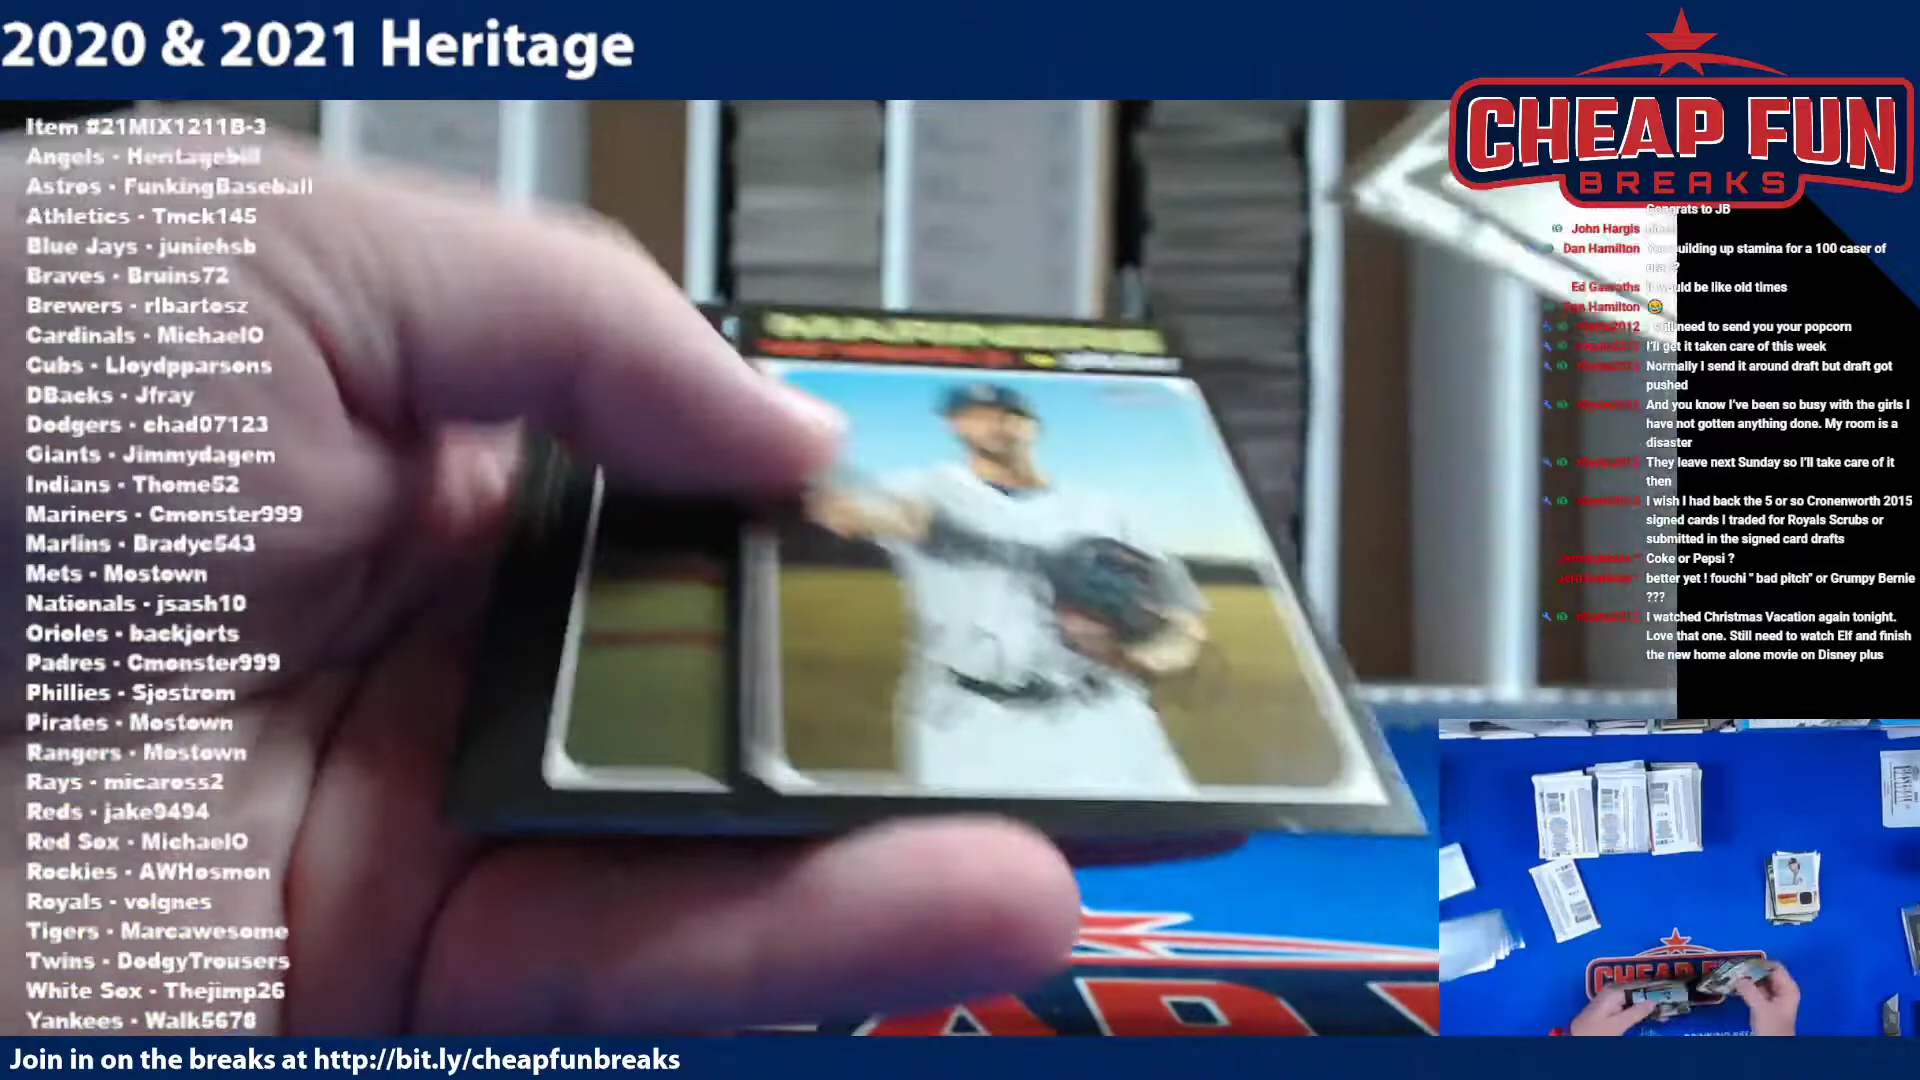 2020 & 2021 Heritage
CHEAP FUN
BREAKS
Item #21MIX1211B-3
Angels - Heritagebill
Astros - FunkingBaseball
Athletics - Tmck145
Blue Jays - juniehsb
Braves - Bruins72
Brewers - rlbartosz
Cardinals - MichaelO
Cubs - Lloydpparsons
DBacks - Jfray
Dodgers - chad07123
Giants - Jimmydagem
Indians - Thome52
Mariners - Cmonster999
Marlins - Bradyc543
Mets - Mostown
Nationals - jsash10
Orioles - backjorts
Padres - Cmonster999
Phillies - Sjostrom
Pirates - Mostown
Rangers - Mostown
Rays - micaross2
Reds - jake9494
Red Sox - MichaelO
Rockies - AWHosmon
Royals - volgnes
Tigers - Marcawesome
Twins - DodgyTrousers
White Sox - Thejimp26
Yankees - Walk5678
Congrats to JB
John Hargis
Dan Hamilton building up stamina for a 100 caser of
Ed would be like old times
Hamilton
need to send you your popcorn
I'll get it taken care of this week
Normally I send it around draft but draft got
pushed
And you know I've been so busy with the girls I
have not gotten anything done. My room is a
disaster
They leave next Sunday so I'll take care of it
then
I wish I had back the 5 or so Cronenworth 2015
signed cards I traded for Royals Scrubs or
submitted in the signed card drafts
Coke or Pepsi ?
better yet ! fouchi " bad pitch" or Grumpy Bernie
???
I watched Christmas Vacation again tonight.
Love that one. Still need to watch Elf and finish
the new home alone movie on Disney plus
CHEAP FU
Join in on the breaks at http://bit.ly/cheapfunbreaks